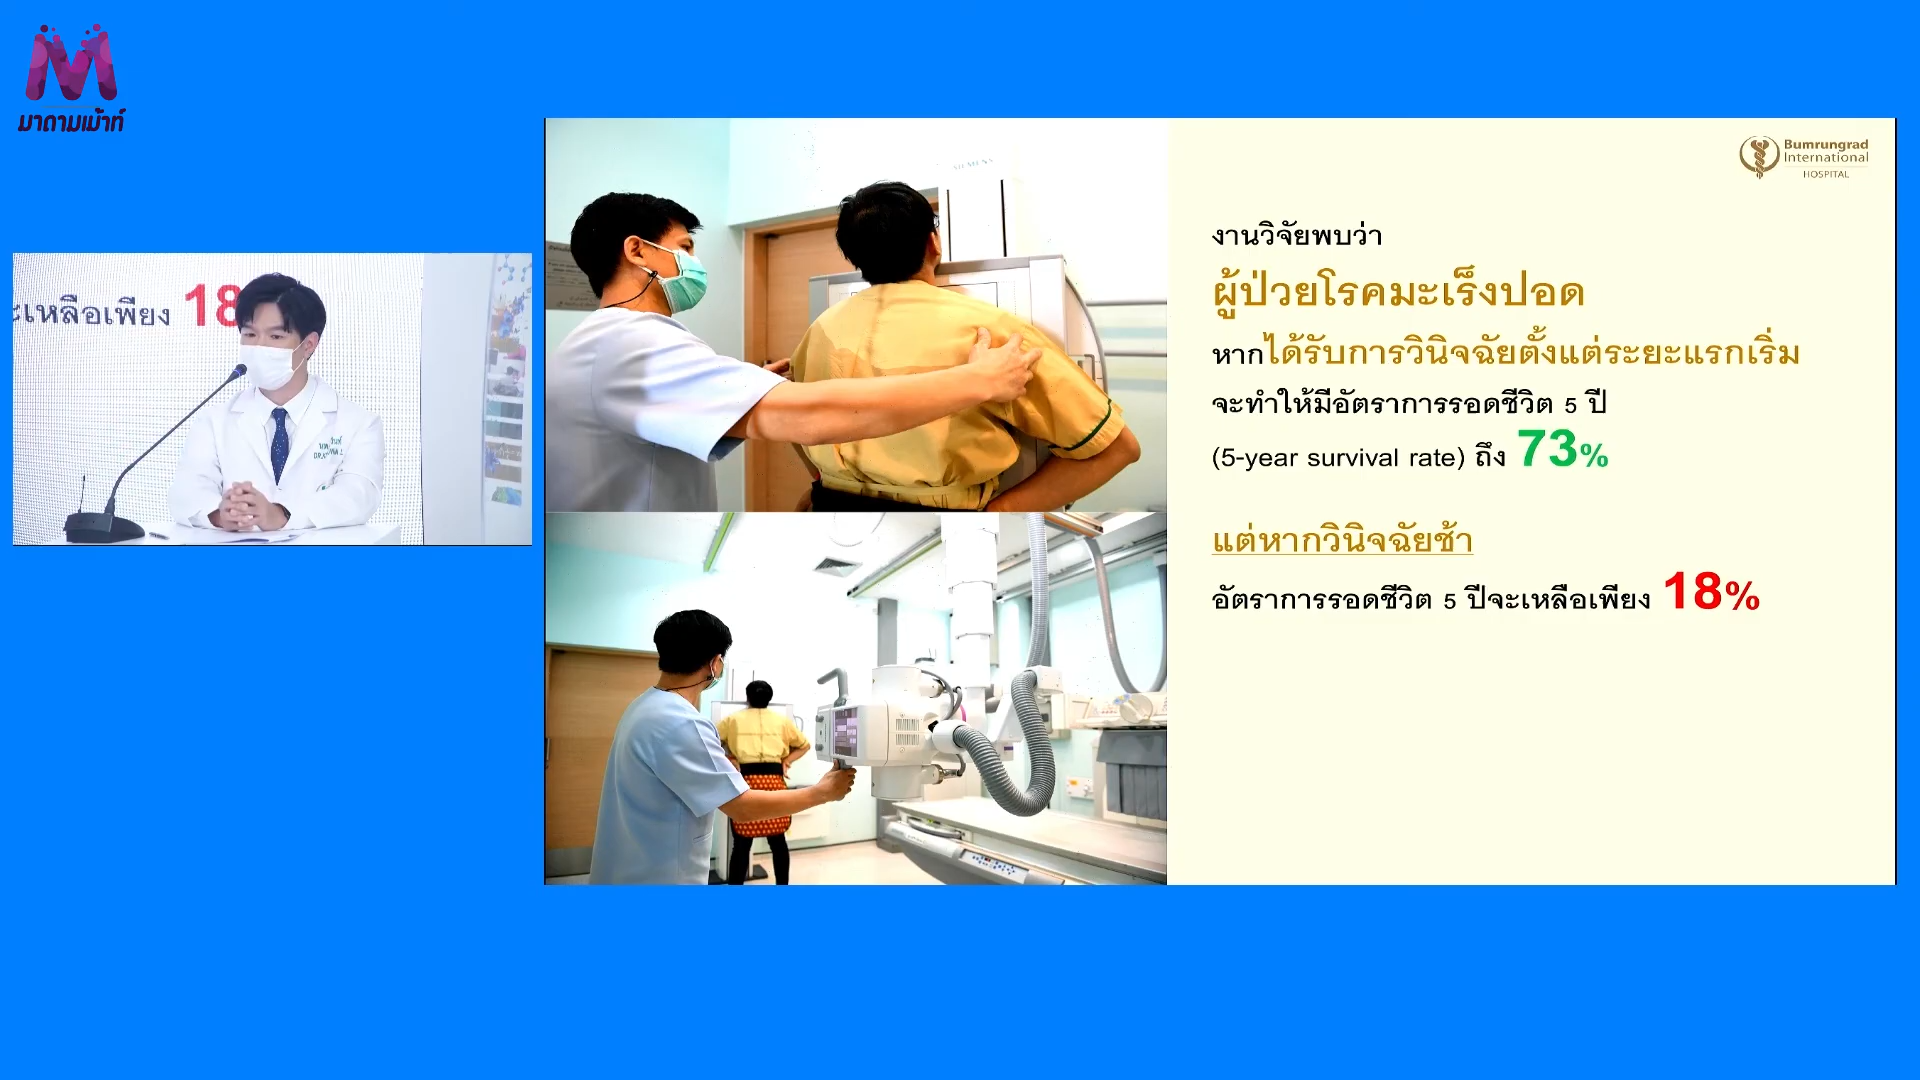 มาดามเม้าท์
ะเหลือเพียง 18
SIEMENS
Bumrungrad
International
HOSPITAL
งานวิจัยพบว่า
ผู้ป่วยโรคมะเร็งปอด
หากได้รับการวินิจฉัยตั้งแต่ระยะแรกเริ่ม
จะทำให้มีอัตราการรอดชีวิต 5 ปี
(5-year survival rate) ถึง 73%
แต่หากวินิจฉัยช้า
อัตราการรอดชีวิต 5 ปีจะเหลือเพียง 18%